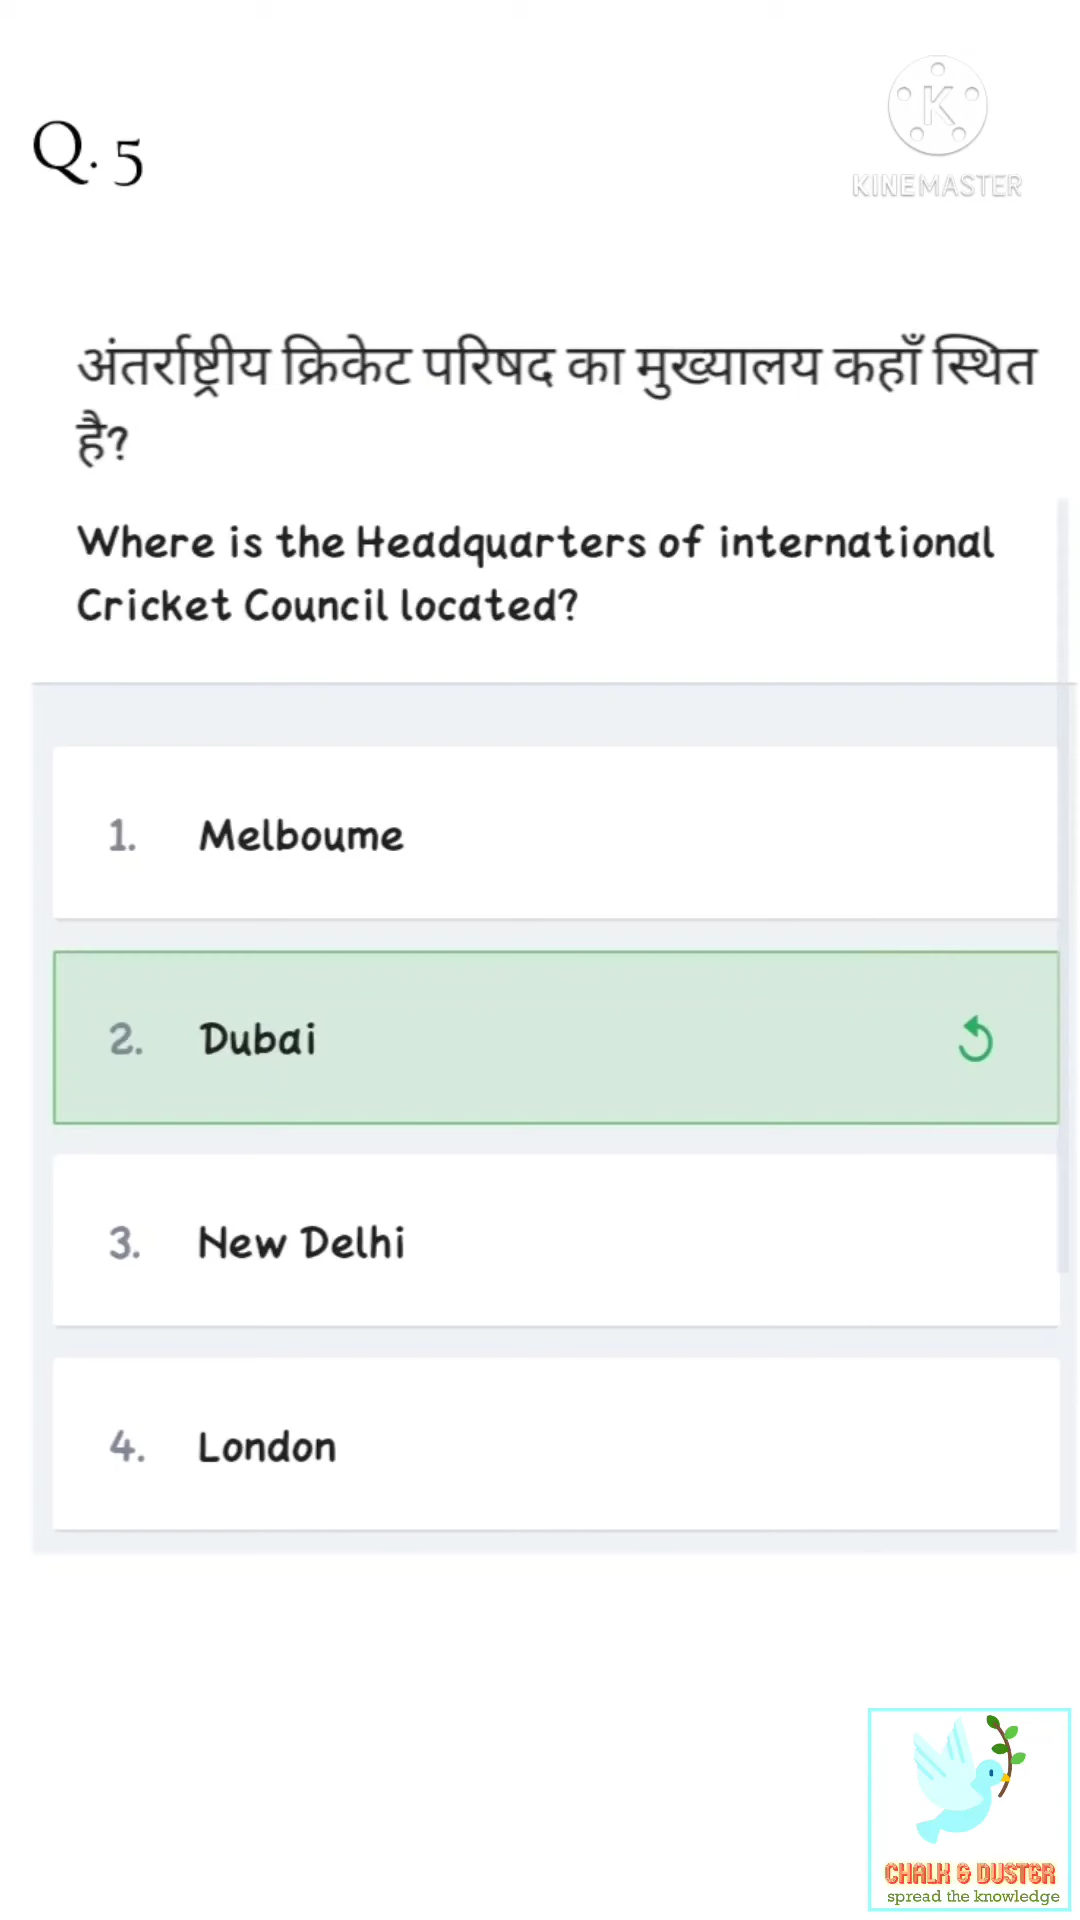 Q. 5
K
KINEMASTER
अंतर्राष्ट्रीय क्रिकेट परिषद का मुख्यालय कहाँ स्थित
है?
Where is the Headquarters of international
Cricket Council located?
1. Melboume
2. Dubai
3. New Delhi
4. London
CHALK & DUSTER
spread the knowledge